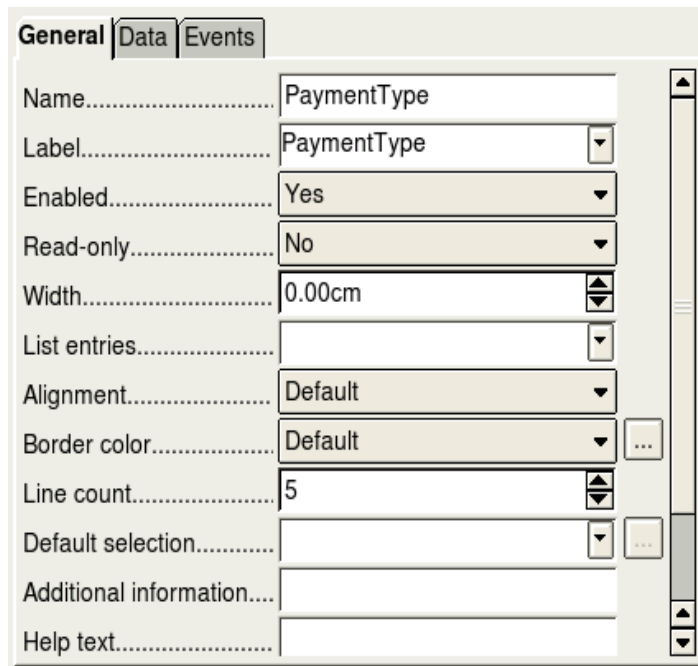 General Data Events
Name............................ PaymentType
Label............................ PaymentType
Enabled........................ Yes
Read-only..................... No
Width............................ 0.00cm
List entries....................
Alignment..................... Default
Border color.................. Default ...
Line count..................... 5
Default selection............ ...
Additional information....
Help text.......................